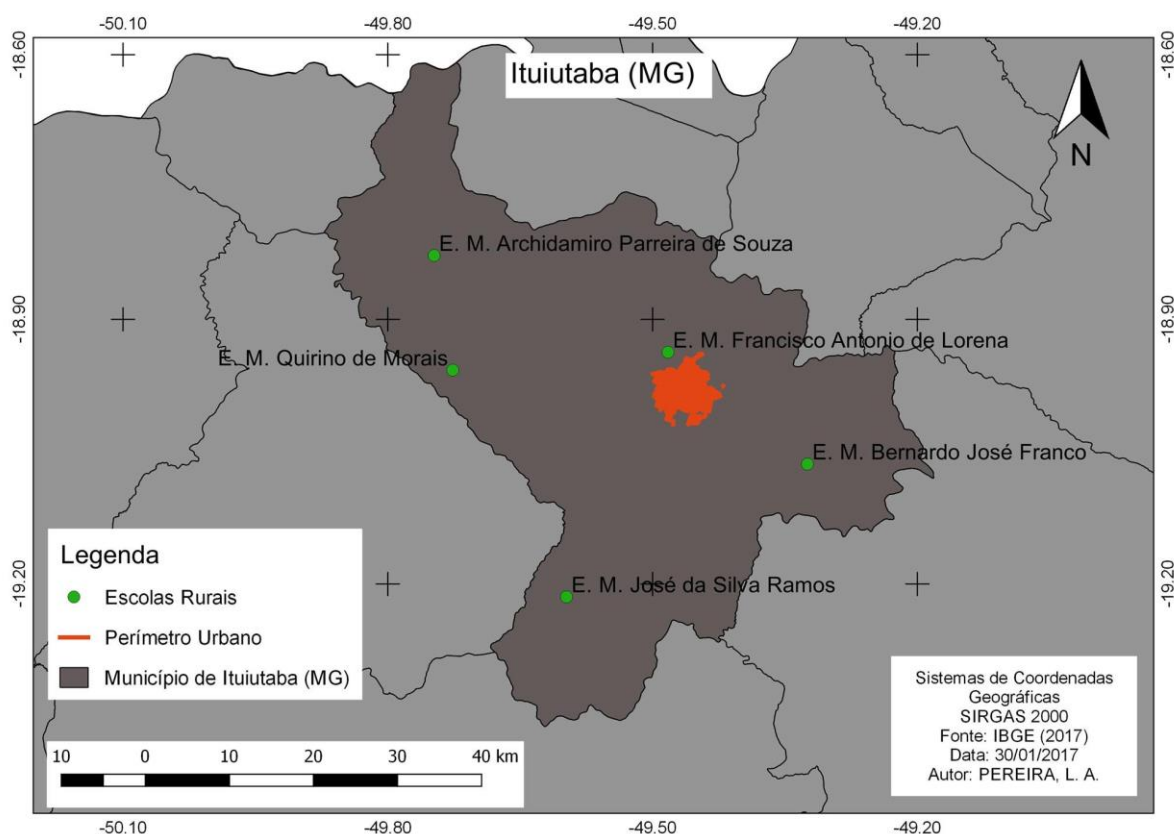 -50.10
-49.80
-49.50
-49.20
-18.60
-18.60
Ituiutaba (MG)
N
E. M. Archidamiro Parreira de Souza
-18.90
-18.90
E. M. Francisco Antonio de Lorena
E. M. Quirino de Morais
E. M. Bernardo José Franco
Legenda
Escolas Rurais
Perímetro Urbano
Município de Ituiutaba (MG)
-19.20
-19.20
E. M. José da Silva Ramos
Sistemas de Coordenadas
Geográficas
SIRGAS 2000
Fonte: IBGE (2017)
Data: 30/01/2017
Autor: PEREIRA, L. A.
10 0 10 20 30 40 km
-50.10
-49.80
-49.50
-49.20